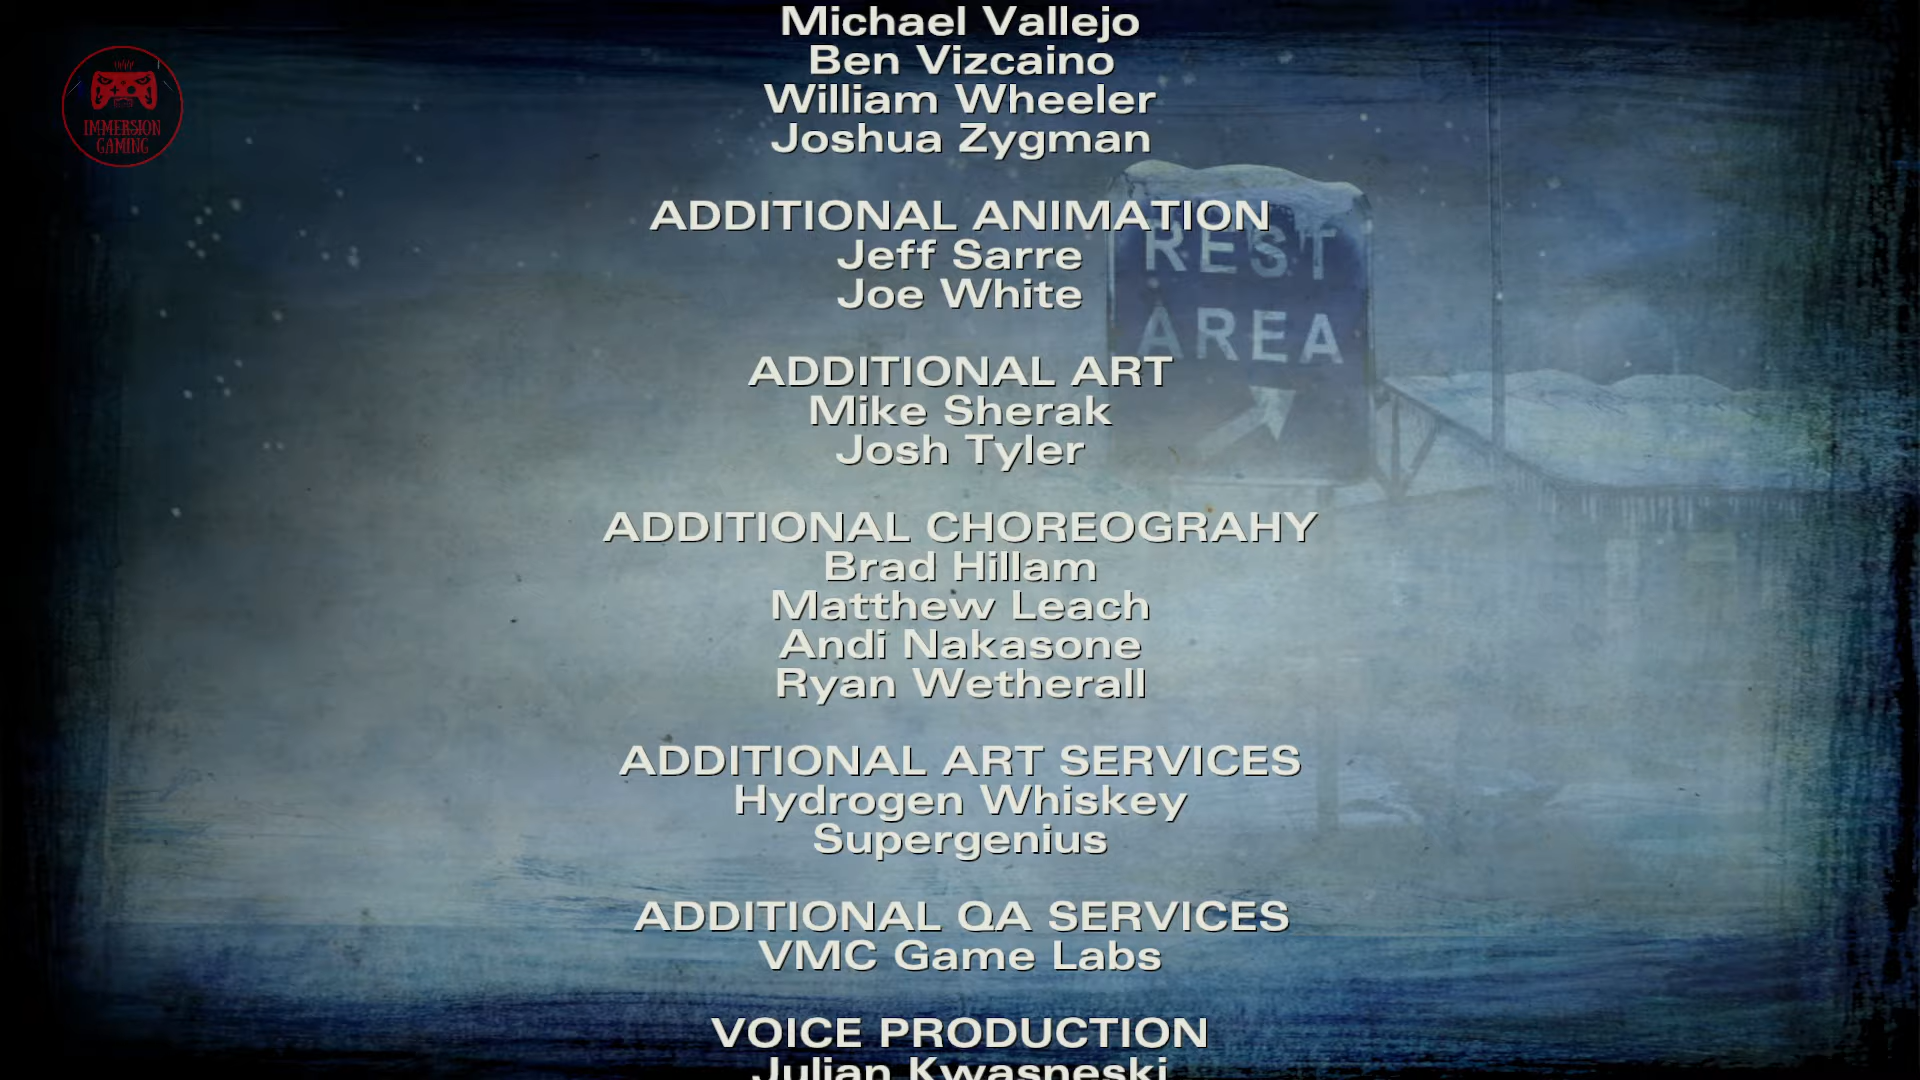 Michael Vallejo
Ben Vizcaino
William Wheeler
Joshua Zygman
IMMERSION
GAMING
ADDITIONAL ANIMATION
Jeff Sarre
Joe White
REST
AREA
ADDITIONAL ART
Mike Sherak
Josh Tyler
ADDITIONAL CHOREOGRAHY
Brad Hillam
Matthew Leach
Andi Nakasone
Ryan Wetherall
ADDITIONAL ART SERVICES
Hydrogen Whiskey
Supergenius
ADDITIONAL QA SERVICES
VMC Game Labs
VOICE PRODUCTION
Julian Kwasneski